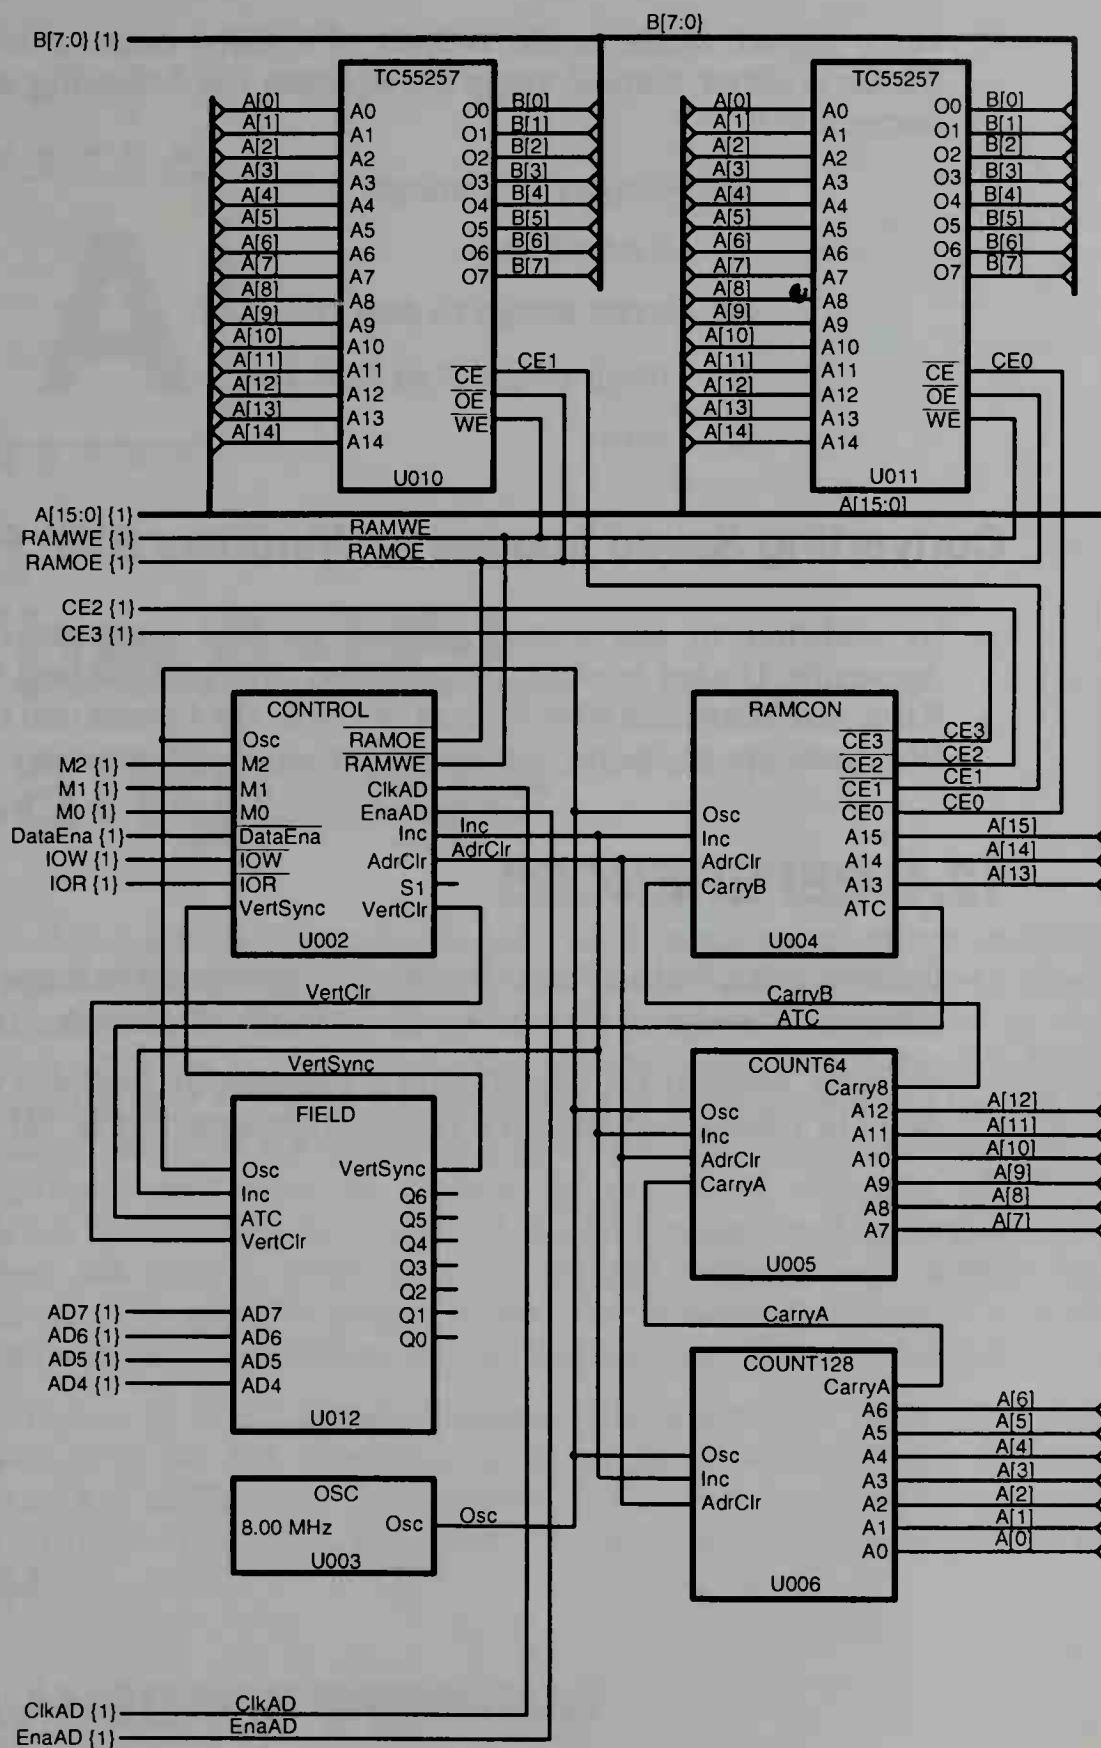 B[7:0] {1}
B[7:0]
TC55257
A[0] A0 O0 B[0]
A[1] A1 O1 B[1]
A[2] A2 O2 B[2]
A[3] A3 O3 B[3]
A[4] A4 O4 B[4]
A[5] A5 O5 B[5]
A[6] A6 O6 B[6]
A[7] A7 O7 B[7]
A[8] A8
A[9] A9
A[10] A10
A[11] A11 CE CE1
A[12] A12 OE
A[13] A13 WE
A[14] A14
U010
TC55257
A[0] A0 O0 B[0]
A[1] A1 O1 B[1]
A[2] A2 O2 B[2]
A[3] A3 O3 B[3]
A[4] A4 O4 B[4]
A[5] A5 O5 B[5]
A[6] A6 O6 B[6]
A[7] A7 O7 B[7]
A[8] A8
A[9] A9
A[10] A10
A[11] A11 CE CE0
A[12] A12 OE
A[13] A13 WE
A[14] A14
U011
A[15:0] {1} A[15:0]
RAMWE {1} RAMWE
RAMOE {1} RAMOE
CE2 {1}
CE3 {1}
CONTROL
Osc RAMOE
M2 {1} M2 RAMWE
M1 {1} M1 ClkAD
M0 {1} M0 EnaAD
DataEna {1} DataEna Inc Inc
IOW {1} IOW AdrClr AdrClr
IOR {1} IOR S1
VertSync VertClr
U002
RAMCON
CE3 CE3
CE2 CE2
CE1 CE1
Osc CE0 CE0
Inc A15 A[15]
AdrClr A14 A[14]
CarryB A13 A[13]
ATC
U004
VertClr
CarryB
ATC
VertSync
FIELD
Osc VertSync
Inc Q6
ATC Q5
VertClr Q4
Q3
Q2
AD7 {1} AD7 Q1
AD6 {1} AD6 Q0
AD5 {1} AD5
AD4 {1} AD4
U012
COUNT64
Carry8
Osc A12 A[12]
Inc A11 A[11]
AdrClr A10 A[10]
CarryA A9 A[9]
A8 A[8]
A7 A[7]
U005
CarryA
COUNT128
CarryA
A6 A[6]
A5 A[5]
Osc A4 A[4]
Inc A3 A[3]
AdrClr A2 A[2]
A1 A[1]
A0 A[0]
U006
OSC
8.00 MHz Osc Osc
U003
ClkAD {1} ClkAD
EnaAD {1} EnaAD